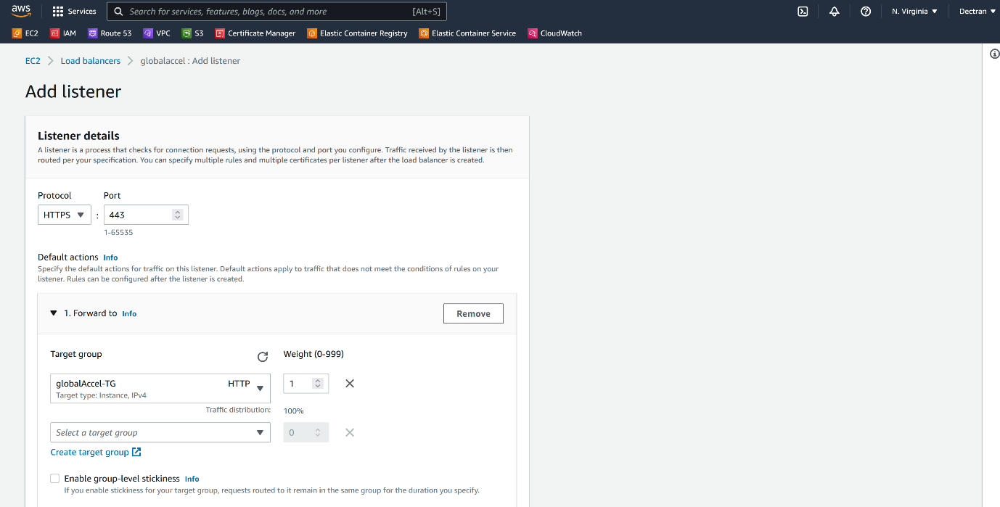 aws
Services
Search for services, features, blogs, docs, and more [Alt+S]
N. Virginia
Dectran
EC2 IAM Route 53 VPC S3 Certificate Manager Elastic Container Registry Elastic Container Service CloudWatch
EC2 > Load balancers > globalaccel : Add listener
Add listener
Listener details
A listener is a process that checks for connection requests, using the protocol and port you configure. Traffic received by the listener is then
routed per your specification. You can specify multiple rules and multiple certificates per listener after the load balancer is created.
Protocol Port
HTTPS : 443
1-65535
Default actions Info
Specify the default actions for traffic on this listener. Default actions apply to traffic that does not meet the conditions of rules on your
listener. Rules can be configured after the listener is created.
1. Forward to Info Remove
Target group Weight (0-999)
globalAccel-TG HTTP 1
Target type: Instance, IPv4
Traffic distribution: 100%
Select a target group 0
Create target group
Enable group-level stickiness Info
If you enable stickiness for your target group, requests routed to it remain in the same group for the duration you specify.